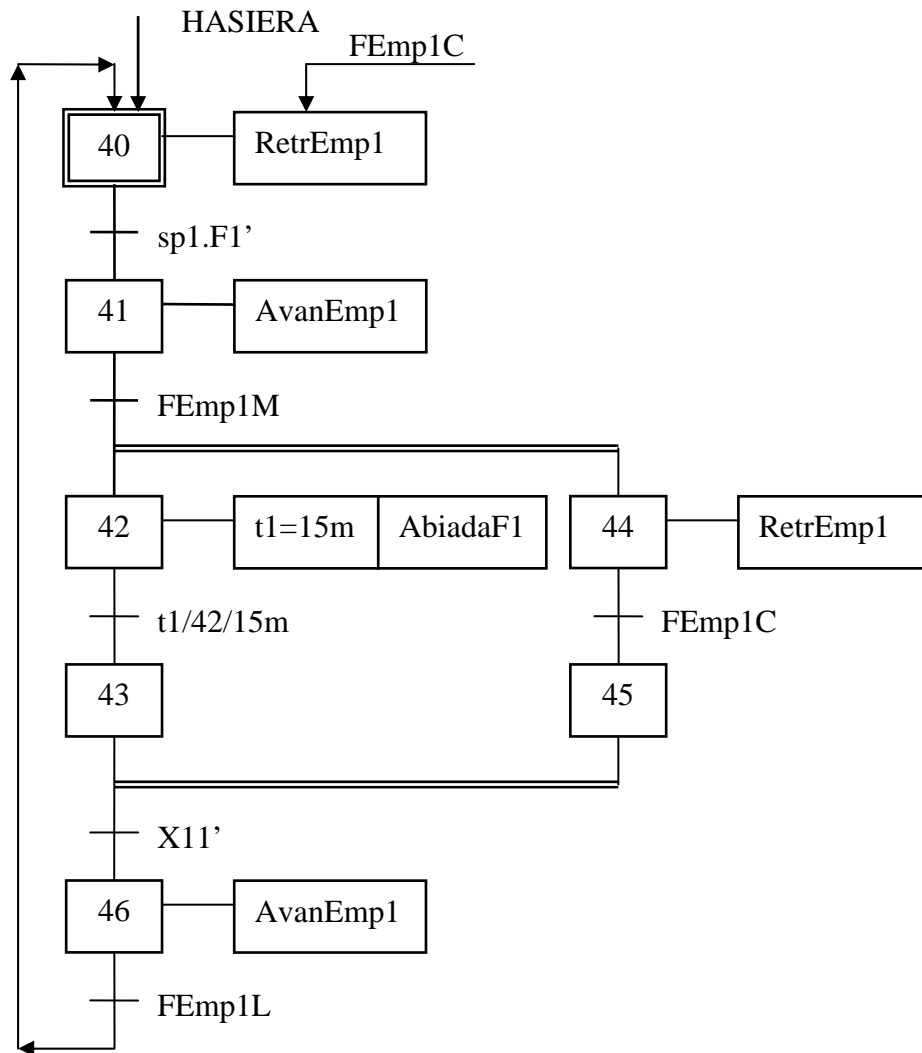 HASIERA
FEmp1C
40
RetrEmp1
sp1.F1’
41
AvanEmp1
FEmp1M
42
t1=15m
AbiadaF1
44
RetrEmp1
t1/42/15m
FEmp1C
43
45
X11’
46
AvanEmp1
FEmp1L